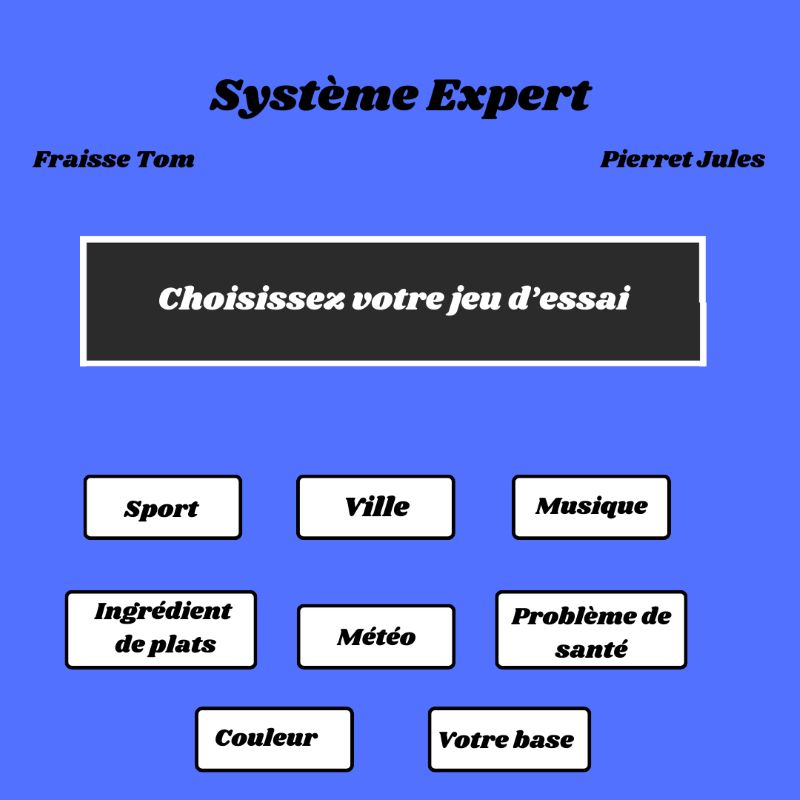 Système Expert
Fraisse Tom
Pierret Jules
Choisissez votre jeu d'essai
Sport
Ville
Musique
Ingrédient
de plats
Météo
Problème de
santé
Couleur
Votre base